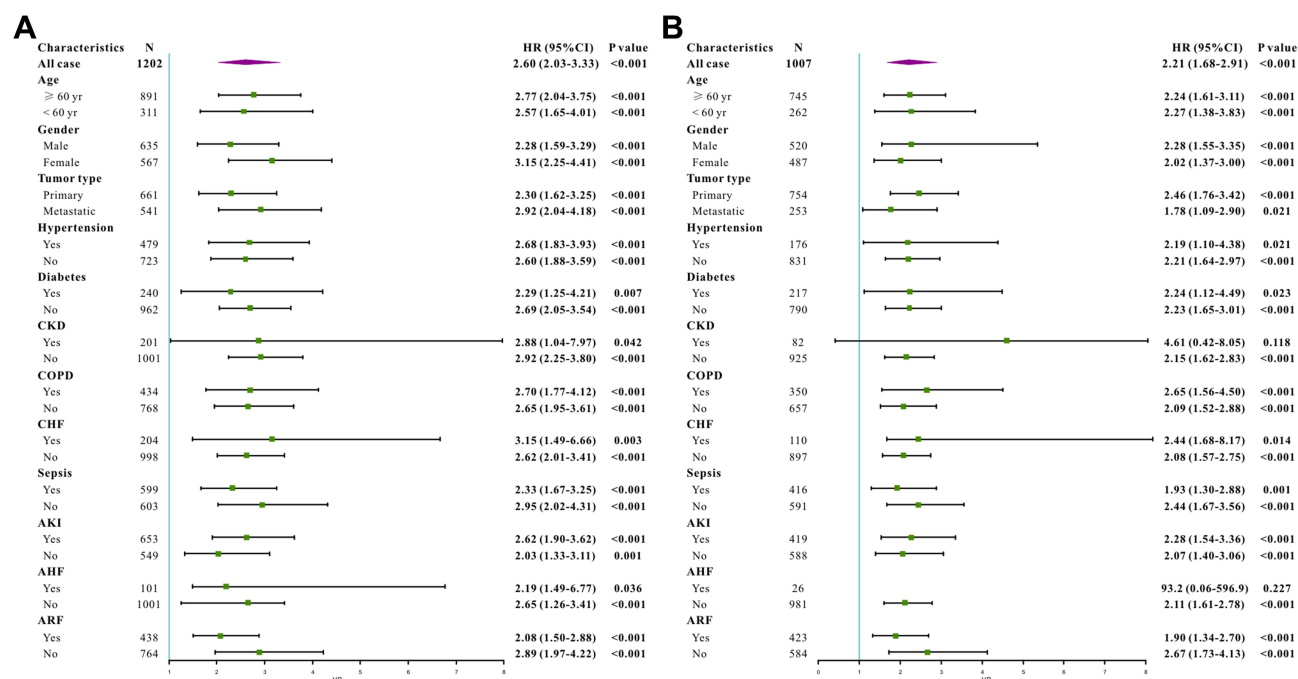 A
Characteristics N HR (95%CI) P value
All case 1202 2.60 (2.03-3.33) <0.001
Age
⩾ 60 yr 891 2.77 (2.04-3.75) <0.001
< 60 yr 311 2.57 (1.65-4.01) <0.001
Gender
Male 635 2.28 (1.59-3.29) <0.001
Female 567 3.15 (2.25-4.41) <0.001
Tumor type
Primary 661 2.30 (1.62-3.25) <0.001
Metastatic 541 2.92 (2.04-4.18) <0.001
Hypertension
Yes 479 2.68 (1.83-3.93) <0.001
No 723 2.60 (1.88-3.59) <0.001
Diabetes
Yes 240 2.29 (1.25-4.21) 0.007
No 962 2.69 (2.05-3.54) <0.001
CKD
Yes 201 2.88 (1.04-7.97) 0.042
No 1001 2.92 (2.25-3.80) <0.001
COPD
Yes 434 2.70 (1.77-4.12) <0.001
No 768 2.65 (1.95-3.61) <0.001
CHF
Yes 204 3.15 (1.49-6.66) 0.003
No 998 2.62 (2.01-3.41) <0.001
Sepsis
Yes 599 2.33 (1.67-3.25) <0.001
No 603 2.95 (2.02-4.31) <0.001
AKI
Yes 653 2.62 (1.90-3.62) <0.001
No 549 2.03 (1.33-3.11) 0.001
AHF
Yes 101 2.19 (1.49-6.77) 0.036
No 1001 2.65 (1.26-3.41) <0.001
ARF
Yes 438 2.08 (1.50-2.88) <0.001
No 764 2.89 (1.97-4.22) <0.001
1 2 3 4 5 6 7 8
B
Characteristics N HR (95%CI) P value
All case 1007 2.21 (1.68-2.91) <0.001
Age
⩾ 60 yr 745 2.24 (1.61-3.11) <0.001
< 60 yr 262 2.27 (1.38-3.83) <0.001
Gender
Male 520 2.28 (1.55-3.35) <0.001
Female 487 2.02 (1.37-3.00) <0.001
Tumor type
Primary 754 2.46 (1.76-3.42) <0.001
Metastatic 253 1.78 (1.09-2.90) 0.021
Hypertension
Yes 176 2.19 (1.10-4.38) 0.021
No 831 2.21 (1.64-2.97) <0.001
Diabetes
Yes 217 2.24 (1.12-4.49) 0.023
No 790 2.23 (1.65-3.01) <0.001
CKD
Yes 82 4.61 (0.42-8.05) 0.118
No 925 2.15 (1.62-2.83) <0.001
COPD
Yes 350 2.65 (1.56-4.50) <0.001
No 657 2.09 (1.52-2.88) <0.001
CHF
Yes 110 2.44 (1.68-8.17) 0.014
No 897 2.08 (1.57-2.75) <0.001
Sepsis
Yes 416 1.93 (1.30-2.88) 0.001
No 591 2.44 (1.67-3.56) <0.001
AKI
Yes 419 2.28 (1.54-3.36) <0.001
No 588 2.07 (1.40-3.06) <0.001
AHF
Yes 26 93.2 (0.06-596.9) 0.227
No 981 2.11 (1.61-2.78) <0.001
ARF
Yes 423 1.90 (1.34-2.70) <0.001
No 584 2.67 (1.73-4.13) <0.001
0 1 2 3 4 5 6 7 8